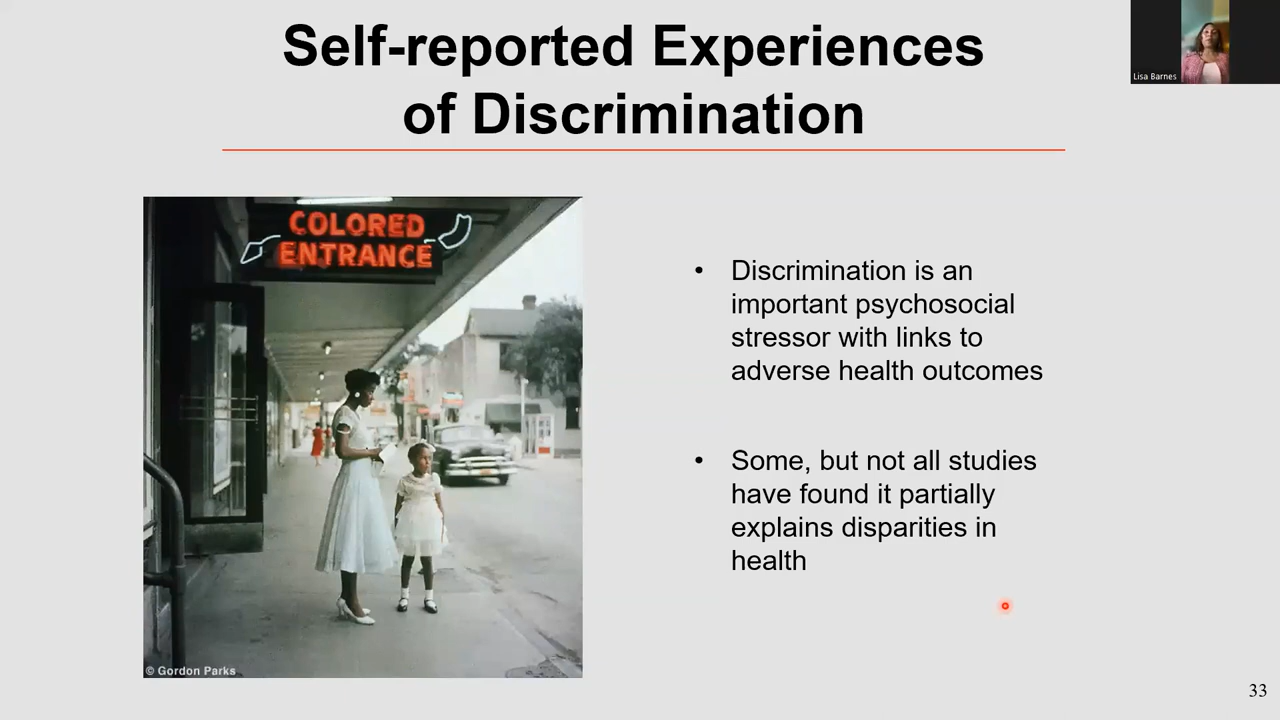 Self-reported Experiences
of Discrimination
Lisa Barnes
COLORED
ENTRANCE
© Gordon Parks
• Discrimination is an
important psychosocial
stressor with links to
adverse health outcomes
• Some, but not all studies
have found it partially
explains disparities in
health
33